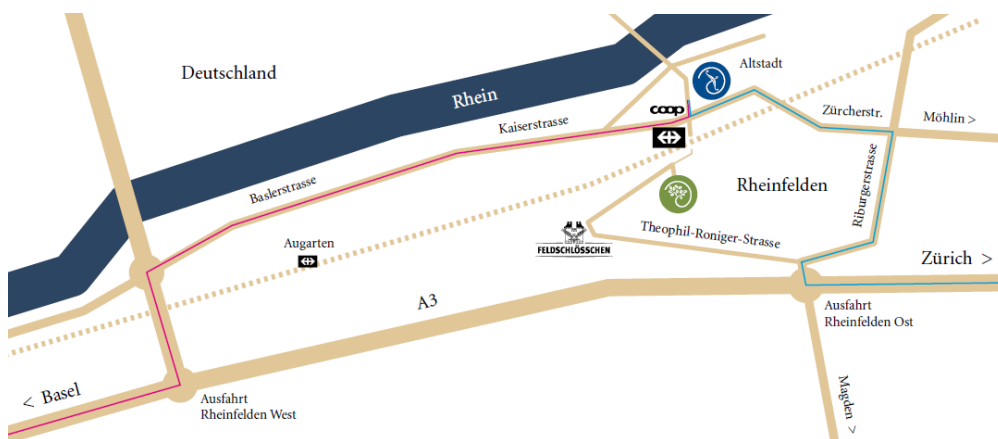 Deutschland
Rhein
Altstadt
coop
Kaiserstrasse
Zürcherstr.
Möhlin >
Baslerstrasse
Rheinfelden
Riburgerstrasse
Augarten
FELDSCHLÖSSCHEN
Theophil-Roniger-Strasse
Zürich >
A3
Ausfahrt
Rheinfelden Ost
< Basel
Ausfahrt
Rheinfelden West
Magden >